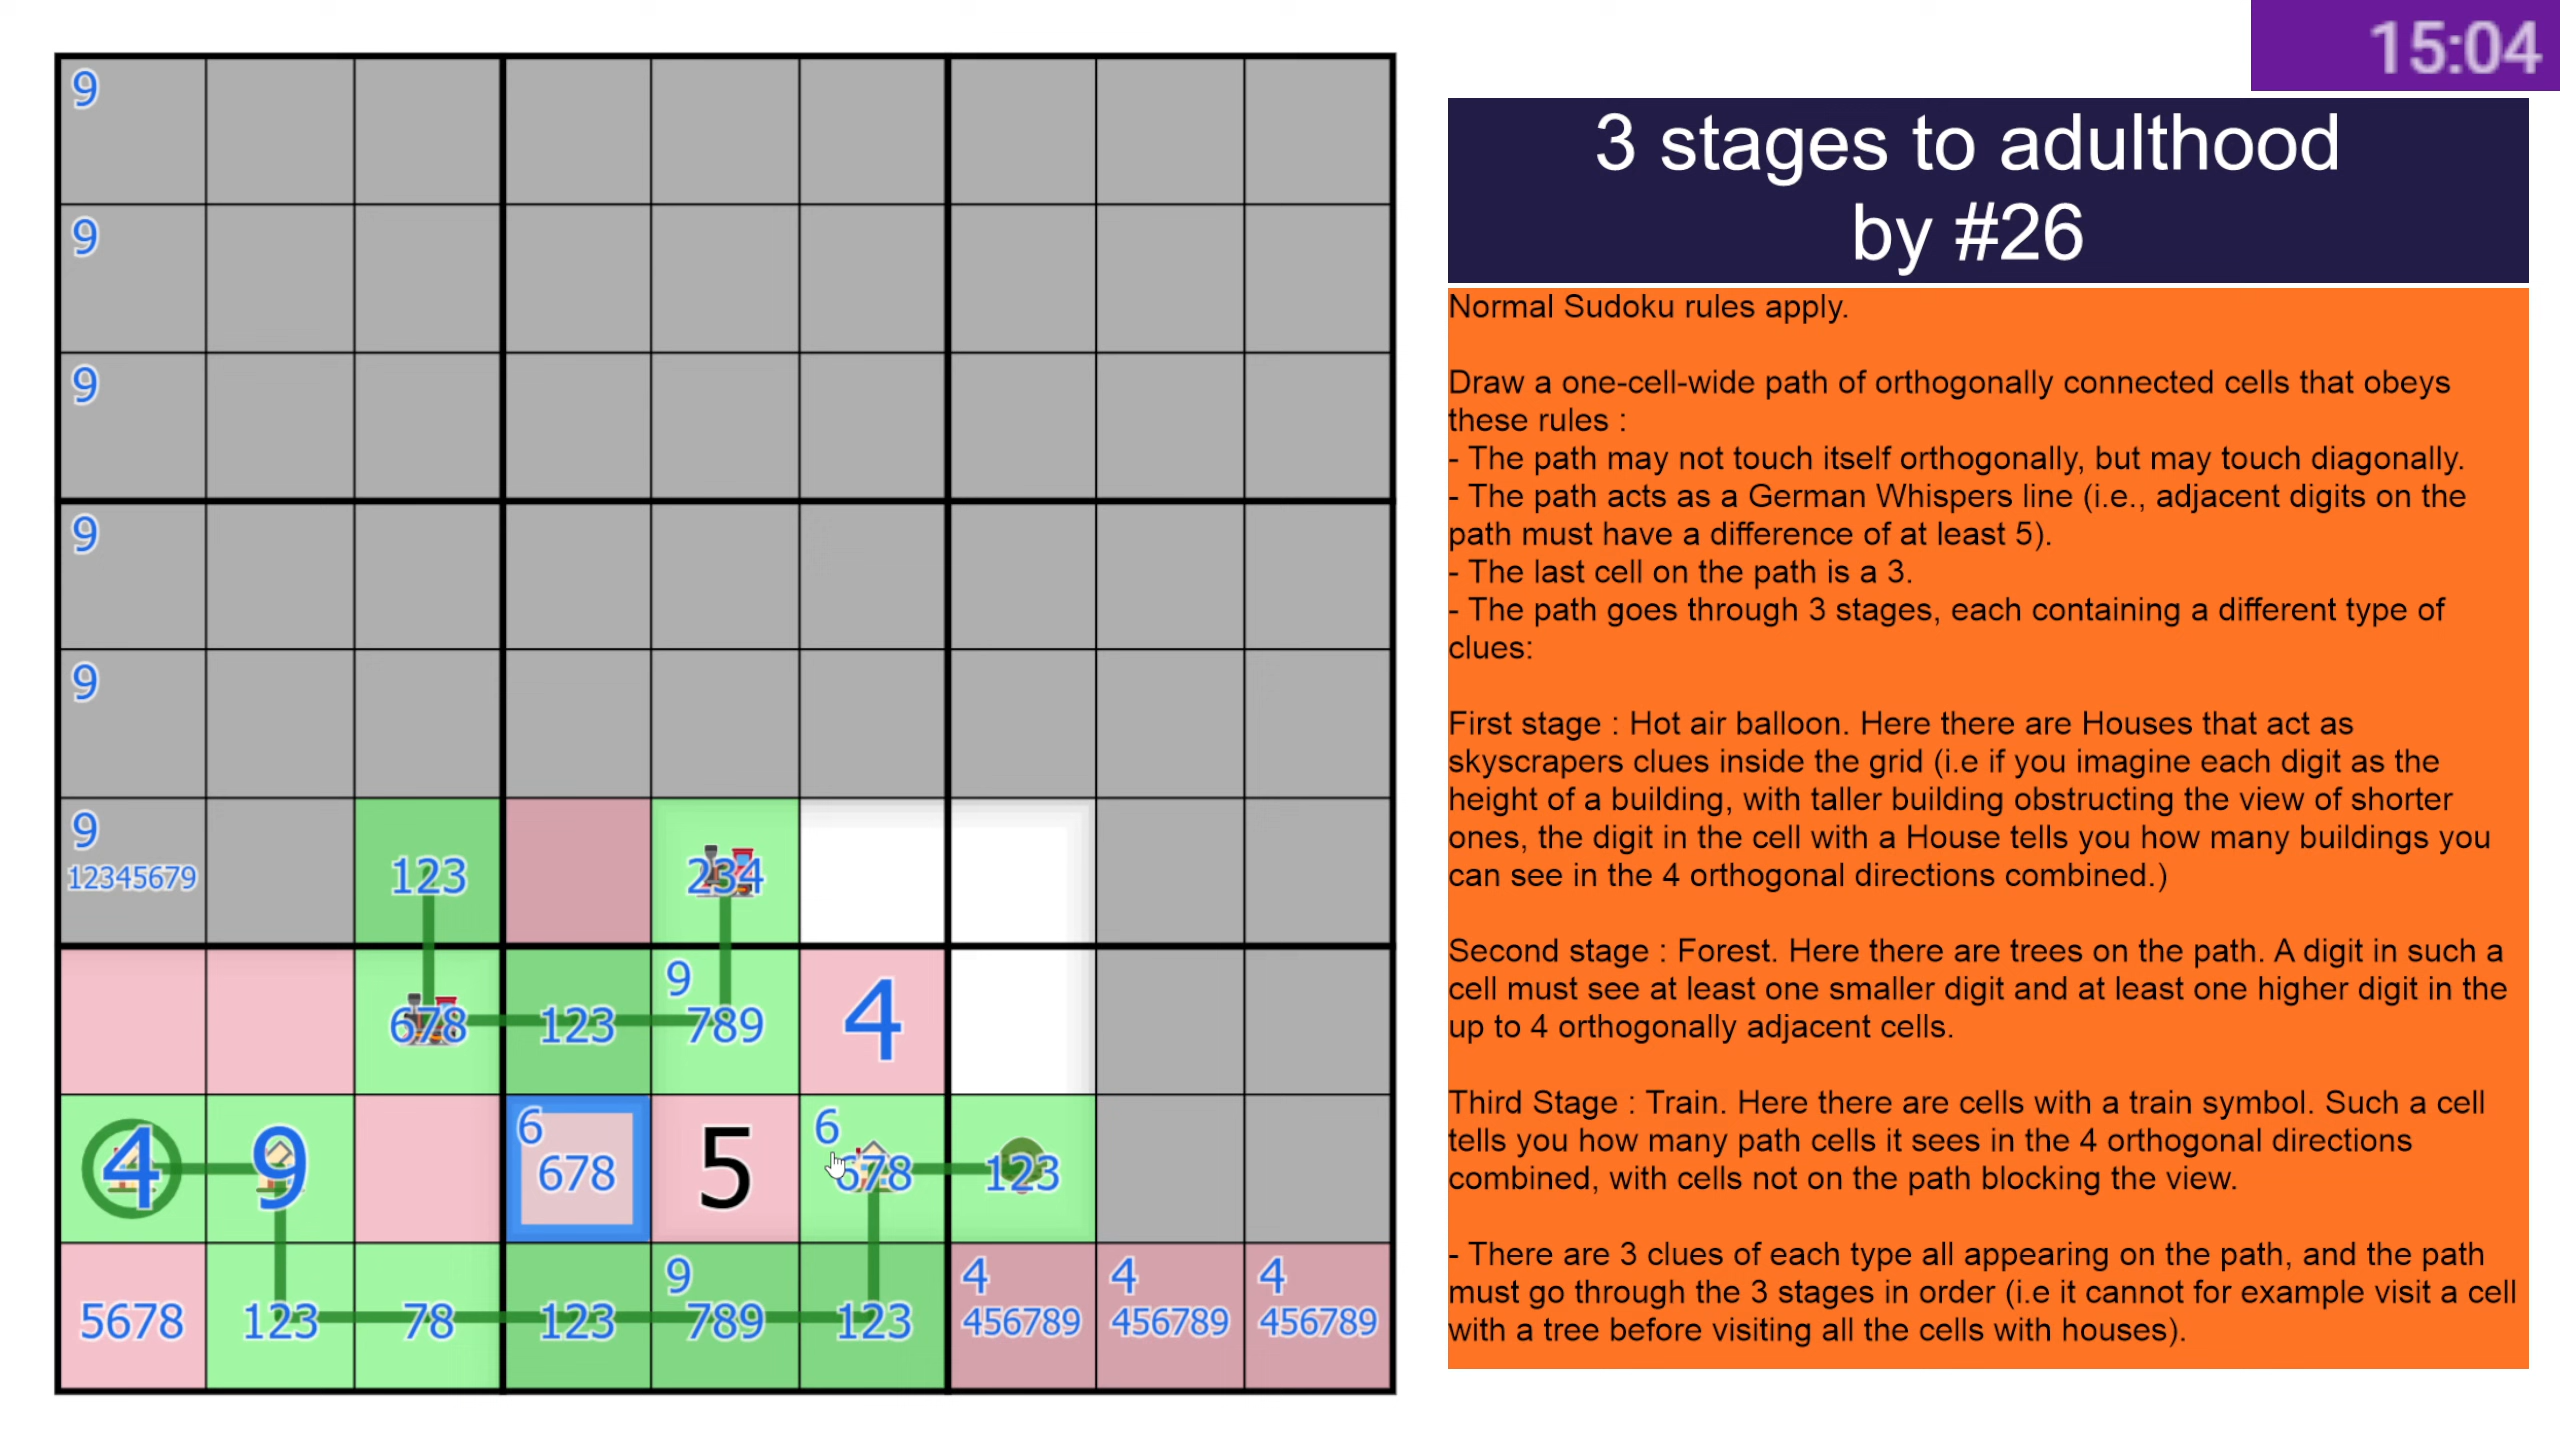 15:04
3 stages to adulthood
by #26
Normal Sudoku rules apply.
Draw a one-cell-wide path of orthogonally connected cells that obeys
these rules :
- The path may not touch itself orthogonally, but may touch diagonally.
- The path acts as a German Whispers line (i.e., adjacent digits on the
path must have a difference of at least 5).
- The last cell on the path is a 3.
- The path goes through 3 stages, each containing a different type of
clues:
First stage : Hot air balloon. Here there are Houses that act as
skyscrapers clues inside the grid (i.e if you imagine each digit as the
height of a building, with taller building obstructing the view of shorter
ones, the digit in the cell with a House tells you how many buildings you
can see in the 4 orthogonal directions combined.)
Second stage : Forest. Here there are trees on the path. A digit in such a
cell must see at least one smaller digit and at least one higher digit in the
up to 4 orthogonally adjacent cells.
Third Stage : Train. Here there are cells with a train symbol. Such a cell
tells you how many path cells it sees in the 4 orthogonal directions
combined, with cells not on the path blocking the view.
- There are 3 clues of each type all appearing on the path, and the path
must go through the 3 stages in order (i.e it cannot for example visit a cell
with a tree before visiting all the cells with houses).
9
9
9
9
9
9
12345679 123 234
9
678 123 789 4
6 6
4 9 678 5 678 123
9 4 4 4
5678 123 78 123 789 123 456789 456789 456789